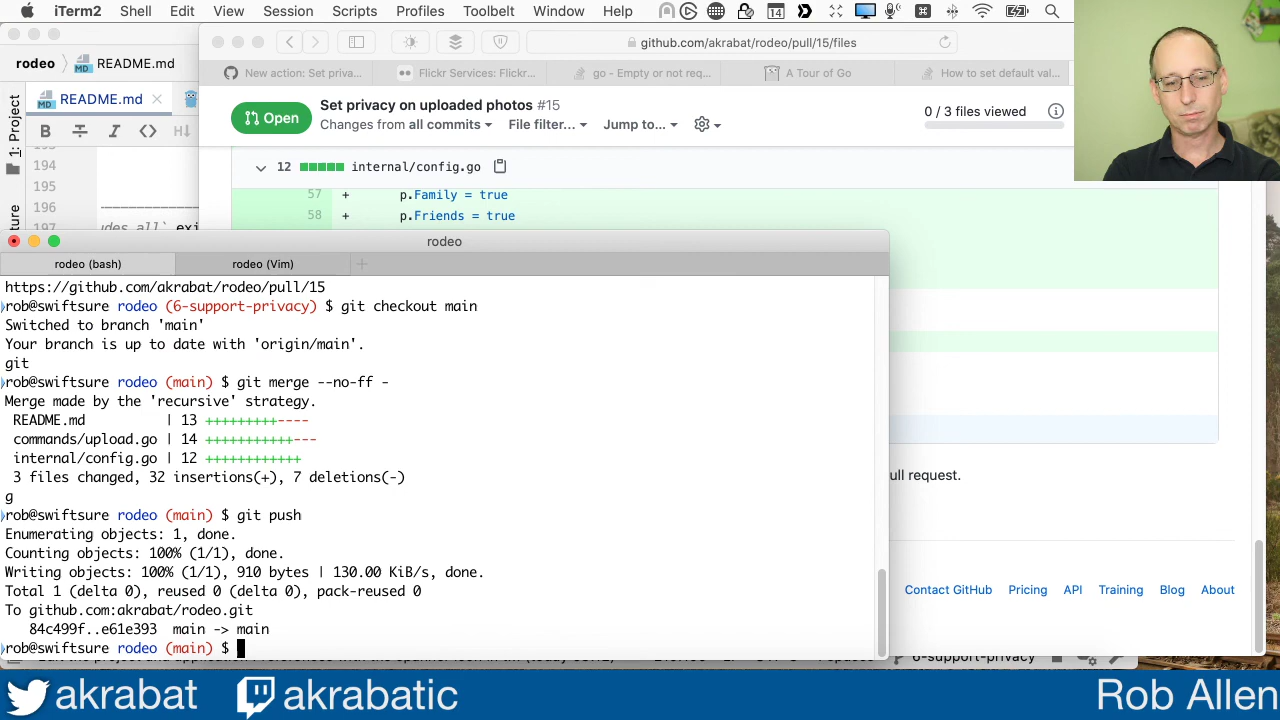 iTerm2 Shell Edit View Session Scripts Profiles Toolbelt Window Help 14
rodeo README.md
github.com/akrabat/rodeo/pull/15/files
New action: Set priva... Flickr Services: Flickr... go - Empty or not req... A Tour of Go How to set default val...
README.md
1: Project
Open Set privacy on uploaded photos #15
Changes from all commits File filter... Jump to...
0 / 3 files viewed
B I H
12 internal/config.go
194
195
196
197 udes all` exi
57 + p.Family = true
58 + p.Friends = true
rodeo
rodeo (bash) rodeo (Vim)
https://github.com/akrabat/rodeo/pull/15
rob@swiftsure rodeo (6-support-privacy) $ git checkout main
Switched to branch 'main'
Your branch is up to date with 'origin/main'.
git
rob@swiftsure rodeo (main) $ git merge --no-ff -
Merge made by the 'recursive' strategy.
README.md | 13 +++++++++----
commands/upload.go | 14 +++++++++++---
internal/config.go | 12 ++++++++++++
3 files changed, 32 insertions(+), 7 deletions(-)
g
rob@swiftsure rodeo (main) $ git push
Enumerating objects: 1, done.
Counting objects: 100% (1/1), done.
Writing objects: 100% (1/1), 910 bytes | 130.00 KiB/s, done.
Total 1 (delta 0), reused 0 (delta 0), pack-reused 0
To github.com:akrabat/rodeo.git
84c499f..e61e393 main -> main
rob@swiftsure rodeo (main) $
ull request.
Contact GitHub Pricing API Training Blog About
6-support-privacy
akrabat akrabatic Rob Allen